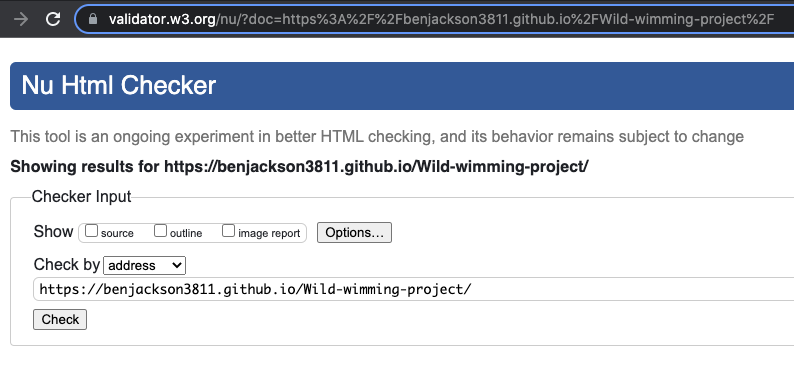 validator.w3.org/nu/?doc=https%3A%2F%2Fbenjackson3811.github.io%2FWild-wimming-project%2F
Nu Html Checker
This tool is an ongoing experiment in better HTML checking, and its behavior remains subject to change
Showing results for https://benjackson3811.github.io/Wild-wimming-project/
Checker Input
Show source outline image report Options...
Check by address
https://benjackson3811.github.io/Wild-wimming-project/
Check